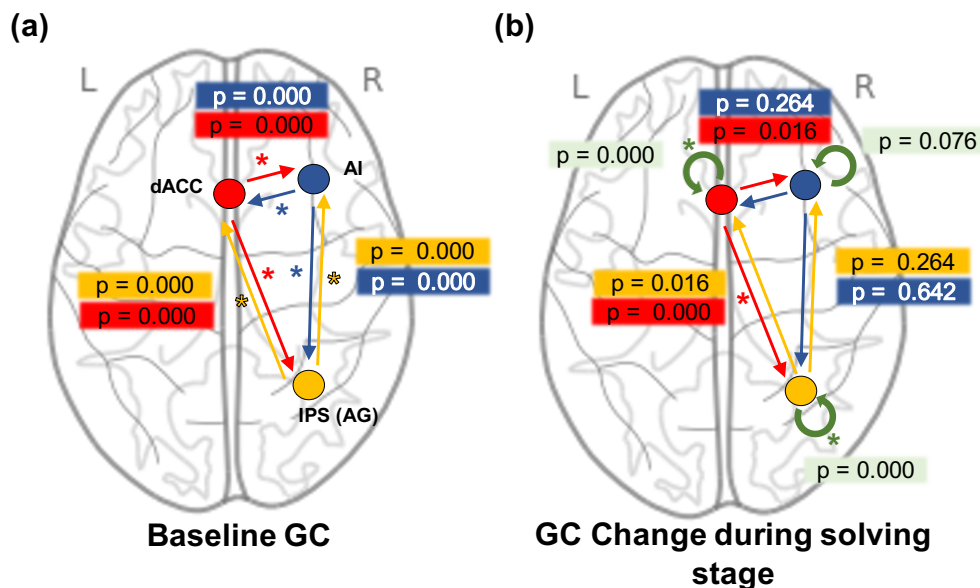 (a)
L
R
p = 0.000
p = 0.000
*
dACC
AI
*
*
*
*
*
p = 0.000
p = 0.000
p = 0.000
p = 0.000
IPS (AG)
Baseline GC
(b)
L
R
p = 0.264
p = 0.016
p = 0.000
*
p = 0.076
p = 0.016
p = 0.000
*
p = 0.264
p = 0.642
*
p = 0.000
GC Change during solving
stage